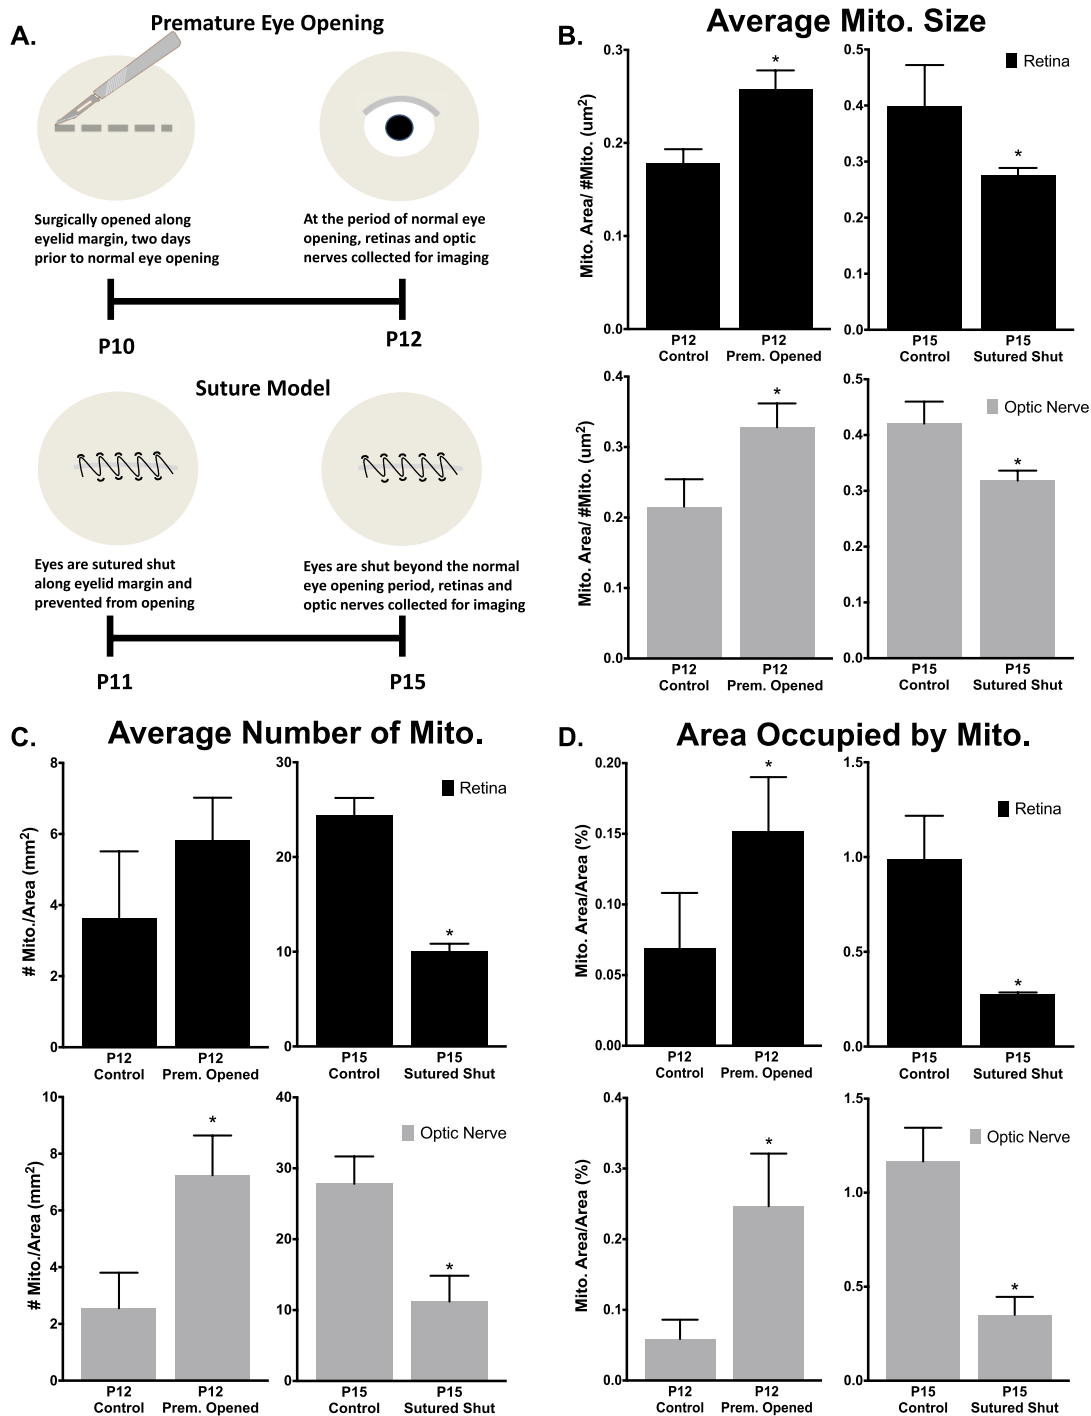 A.
Premature Eye Opening
Surgically opened along
eyelid margin, two days
prior to normal eye opening
At the period of normal eye
opening, retinas and optic
nerves collected for imaging
P10
P12
Suture Model
Eyes are sutured shut
along eyelid margin and
prevented from opening
Eyes are shut beyond the normal
eye opening period, retinas and
optic nerves collected for imaging
P11
P15
B.
Average Mito. Size
Mito. Area/ #Mito. (um²)
0.3
0.2
0.1
0.0
*
P12
Control
P12
Prem. Opened
0.5
0.4
0.3
0.2
0.1
0.0
*
Retina
P15
Control
P15
Sutured Shut
Mito. Area/ #Mito. (um²)
0.4
0.3
0.2
0.1
0.0
*
P12
Control
P12
Prem. Opened
0.5
0.4
0.3
0.2
0.1
0.0
*
Optic Nerve
P15
Control
P15
Sutured Shut
C.
Average Number of Mito.
# Mito./Area (mm²)
8
6
4
2
0
P12
Control
P12
Prem. Opened
30
20
10
0
*
Retina
P15
Control
P15
Sutured Shut
# Mito./Area (mm²)
10
8
6
4
2
0
*
P12
Control
P12
Prem. Opened
40
30
20
10
0
*
Optic Nerve
P15
Control
P15
Sutured Shut
D.
Area Occupied by Mito.
Mito. Area/Area (%)
0.20
0.15
0.10
0.05
0.00
*
P12
Control
P12
Prem. Opened
1.5
1.0
0.5
0.0
*
Retina
P15
Control
P15
Sutured Shut
Mito. Area/Area (%)
0.4
0.3
0.2
0.1
0.0
*
P12
Control
P12
Prem. Opened
1.5
1.0
0.5
0.0
*
Optic Nerve
P15
Control
P15
Sutured Shut